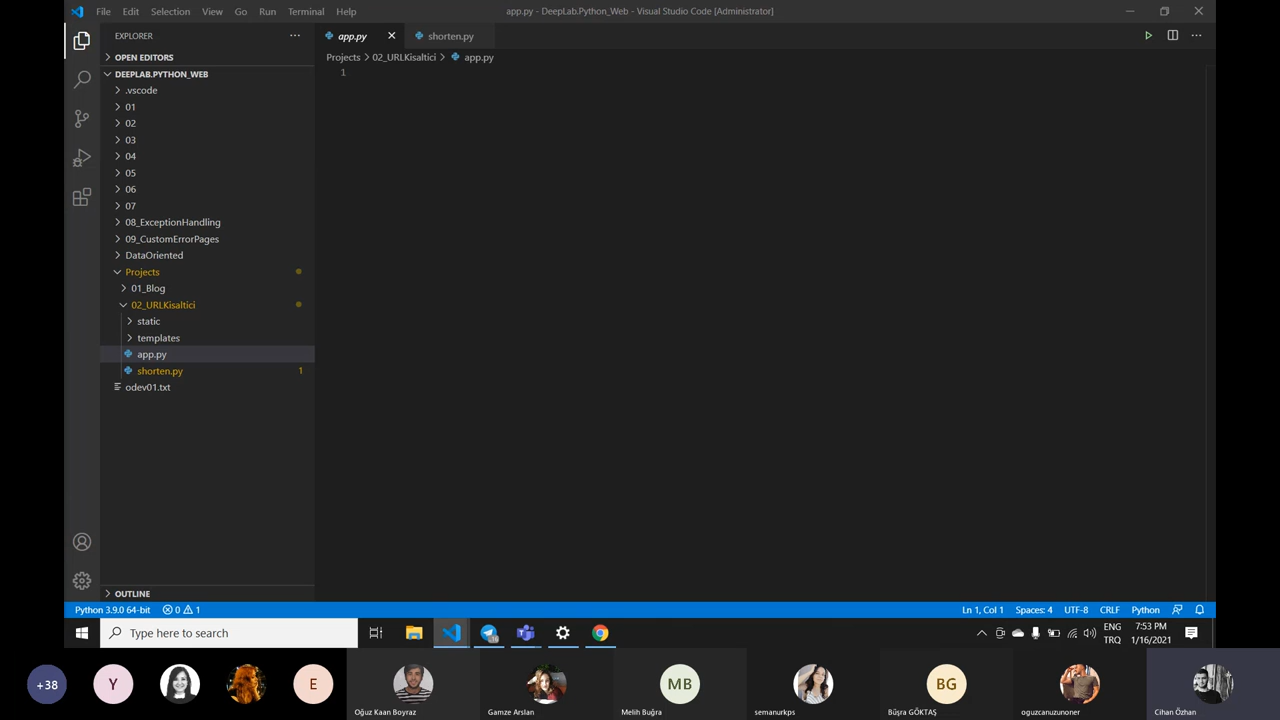 File Edit Selection View Go Run Terminal Help
app.py - DeepLab.Python_Web - Visual Studio Code [Administrator]
EXPLORER
app.py
shorten.py
OPEN EDITORS
Projects > 02_URLKisaltici > app.py
DEEPLAB.PYTHON_WEB
1
.vscode
01
02
03
04
05
06
07
08_ExceptionHandling
09_CustomErrorPages
DataOriented
Projects
01_Blog
02_URLKisaltici
static
templates
app.py
shorten.py 1
odev01.txt
OUTLINE
Python 3.9.0 64-bit 0 1 Ln 1, Col 1 Spaces: 4 UTF-8 CRLF Python
Type here to search
ENG
TRQ
7:53 PM
1/16/2021
+38 Y E MB BG
Oğuz Kaan Boyraz Gamze Arslan Melih Buğra semanurkps Büşra GÖKTAŞ oguzcanuzunoner Cihan Özhan